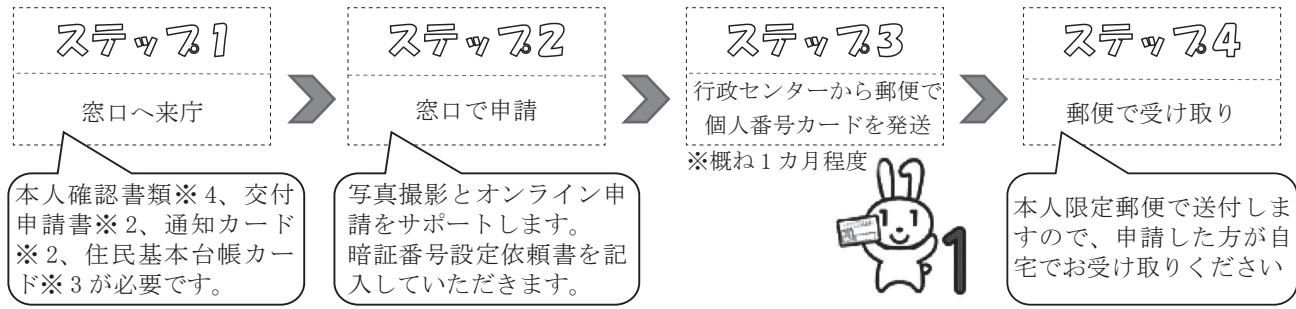 ステップ1
窓口へ来庁
本人確認書類※4、交付
申請書※2、通知カード
※2、住民基本台帳カー
ド※3が必要です。
ステップ2
窓口で申請
写真撮影とオンライン申
請をサポートします。
暗証番号設定依頼書を記
入していただきます。
ステップ3
行政センターから郵便で
個人番号カードを発送
※概ね1カ月程度
1
ステップ4
郵便で受け取り
本人限定郵便で送付しま
すので、申請した方が自
宅でお受け取りください